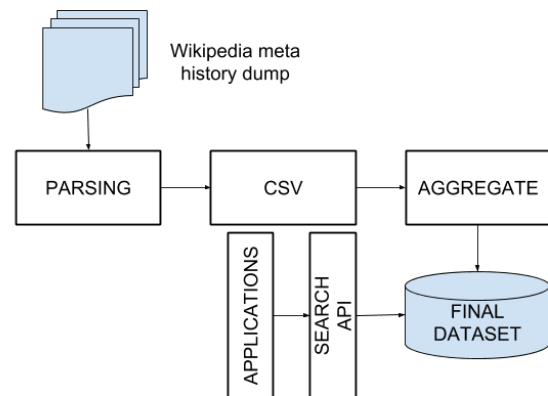 Wikipedia meta
history dump
PARSING
CSV
AGGREGATE
APPLICATIONS
SEARCH
API
FINAL
DATASET